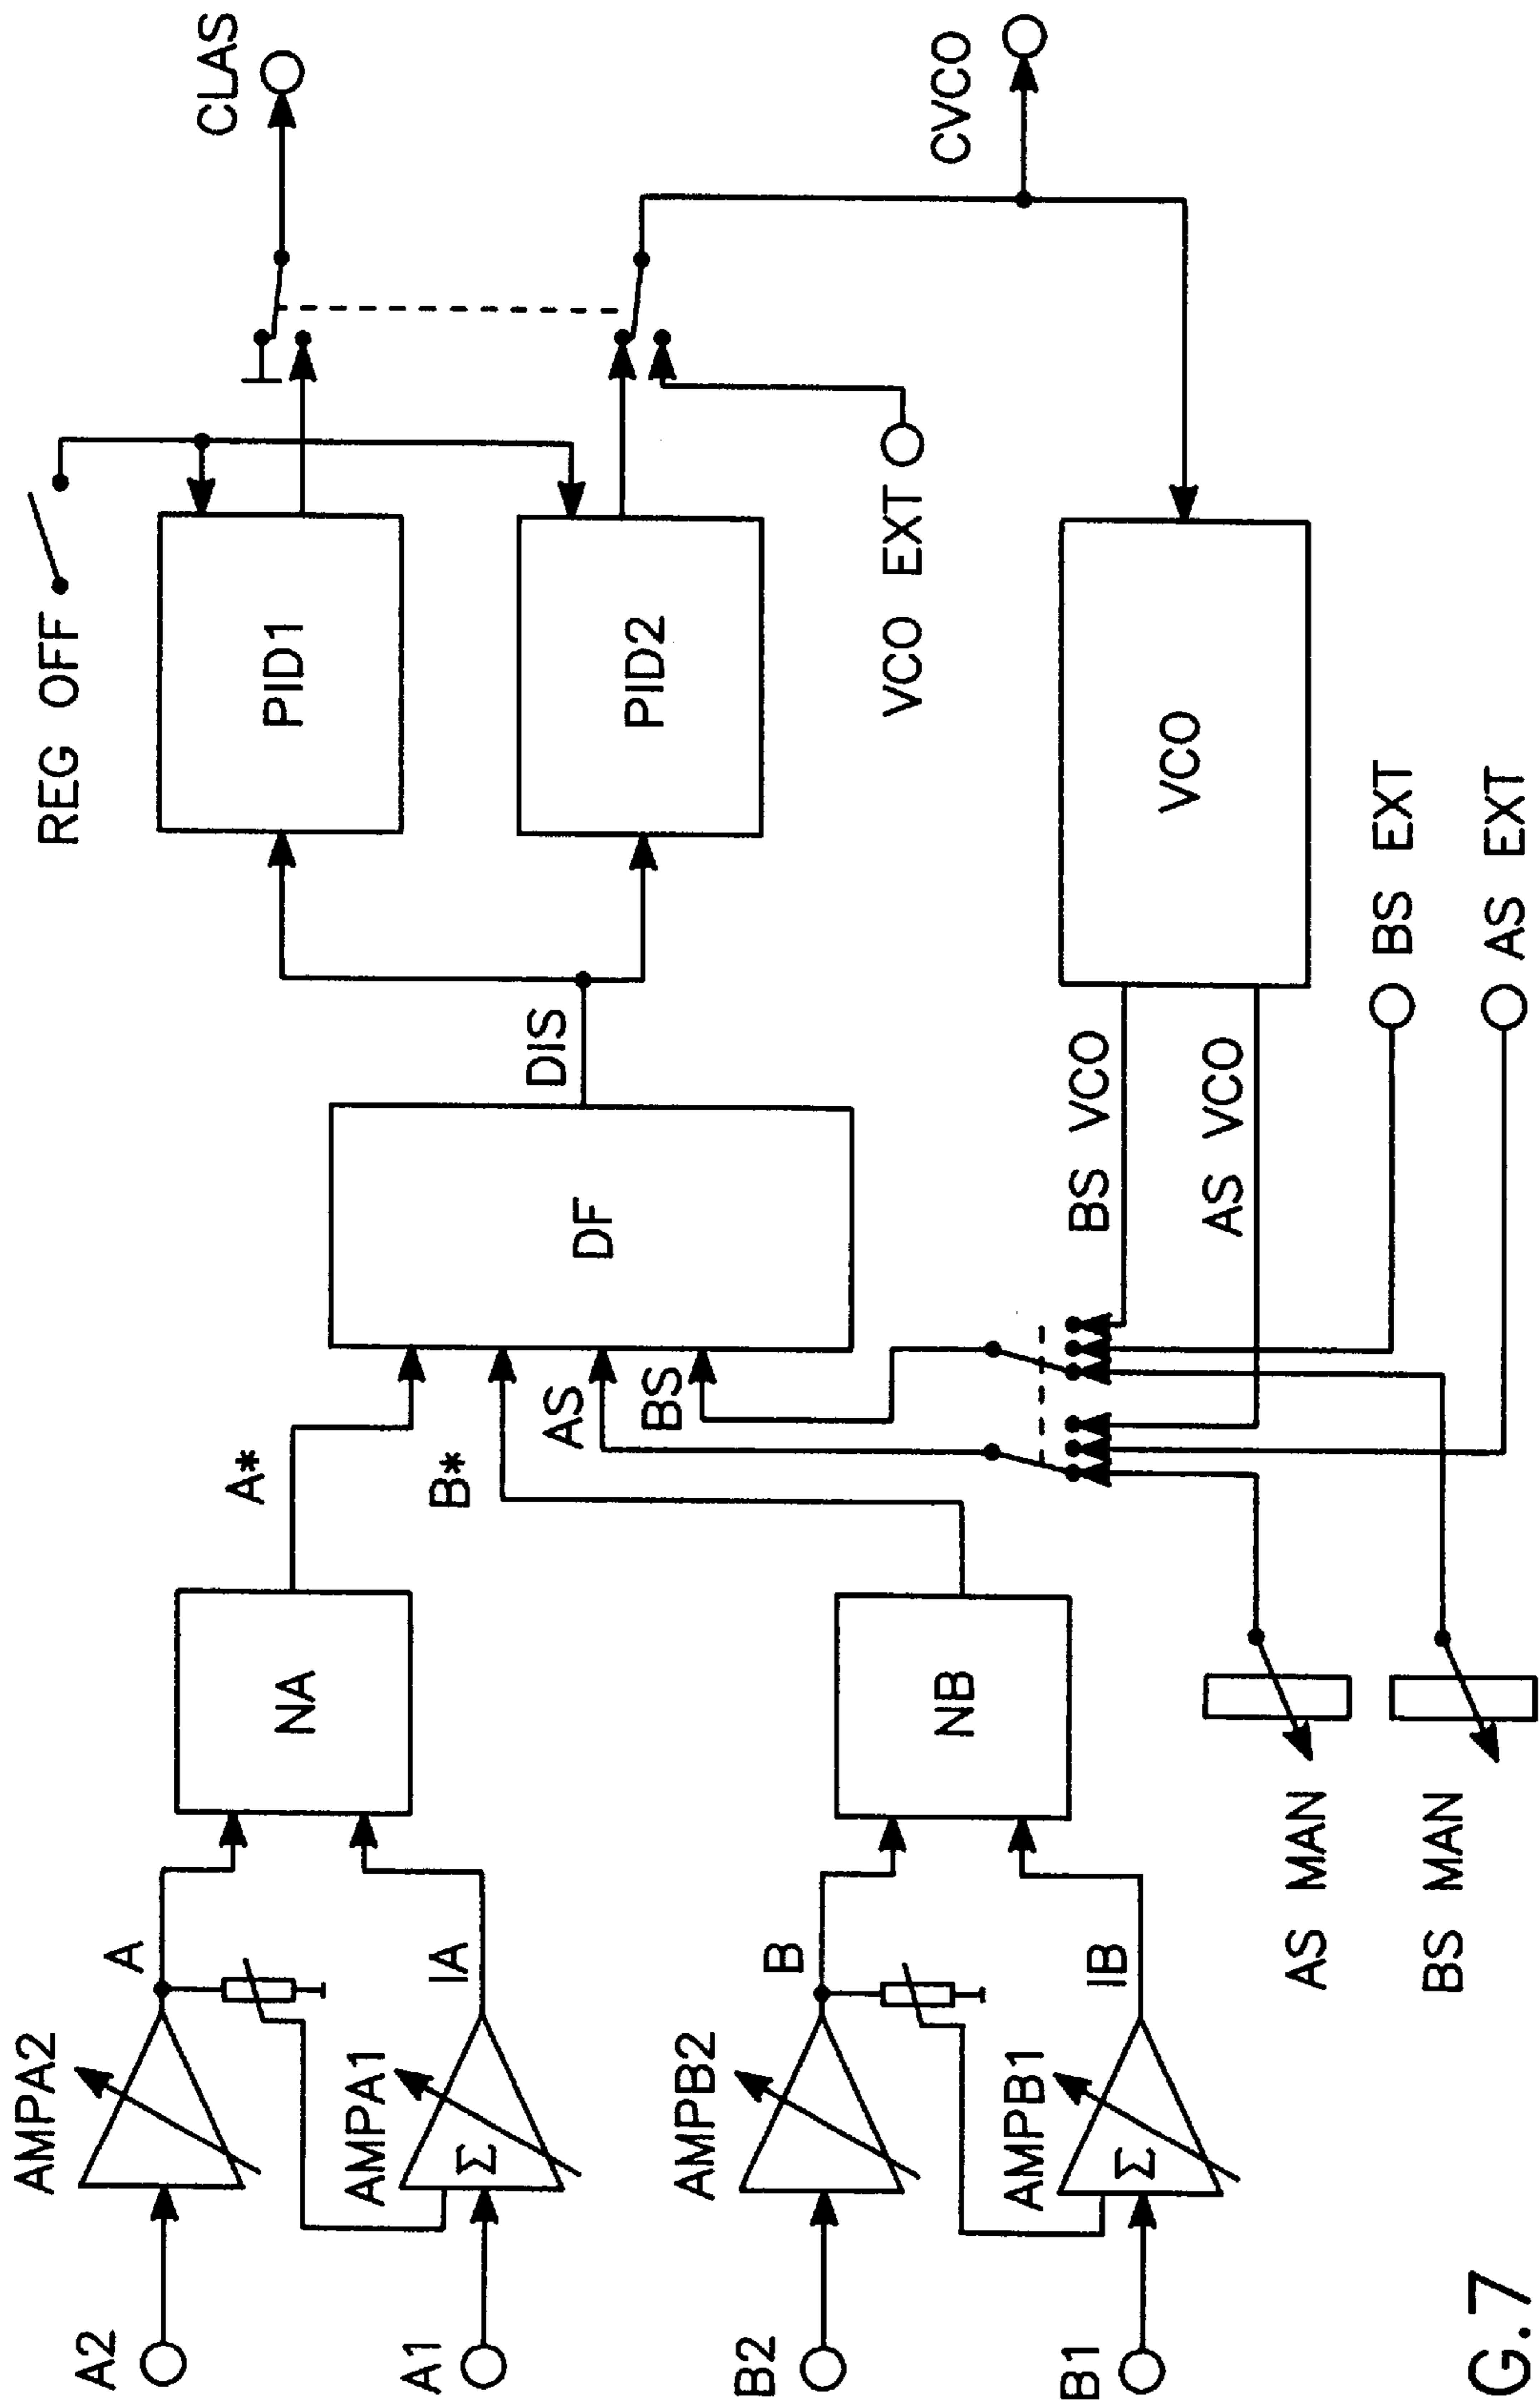 A2
AMPA2
A
NA
A*
A1
AMPA1
Σ
IA
B2
AMPB2
B
NB
B*
B1
AMPB1
Σ
IB
AS
BS
DF
DIS
REG OFF
PID1
PID2
CLAS
CVCO
VCO EXT
VCO
BS VCO
AS VCO
BS EXT
AS EXT
AS MAN
BS MAN
G.7